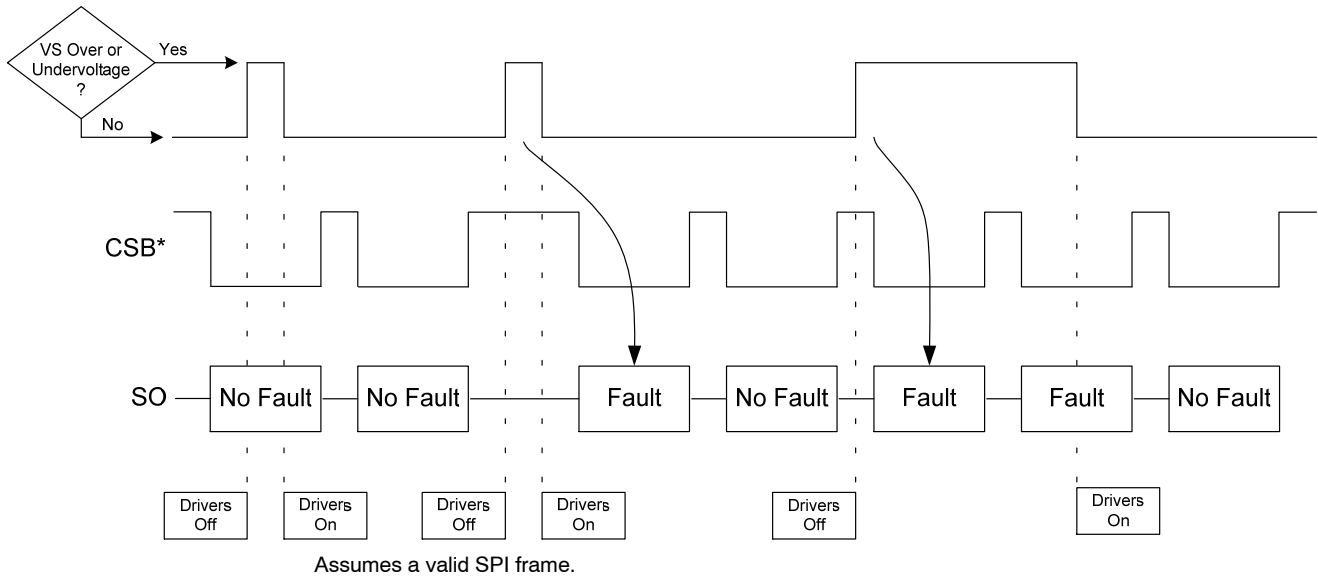 VS Over or
Undervoltage
?
Yes
No
CSB*
SO
No Fault
No Fault
Fault
No Fault
Fault
Fault
No Fault
Drivers
Off
Drivers
On
Drivers
Off
Drivers
On
Drivers
Off
Drivers
On
Assumes a valid SPI frame.